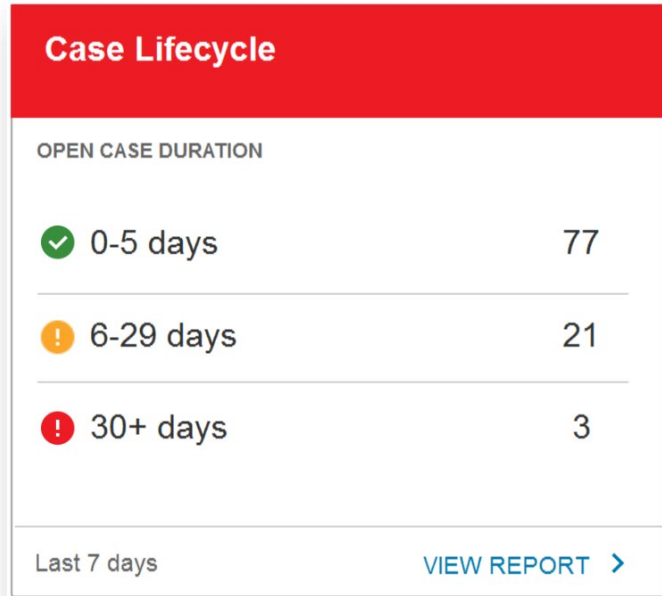 Case Lifecycle
OPEN CASE DURATION
0-5 days 77
6-29 days 21
30+ days 3
Last 7 days VIEW REPORT